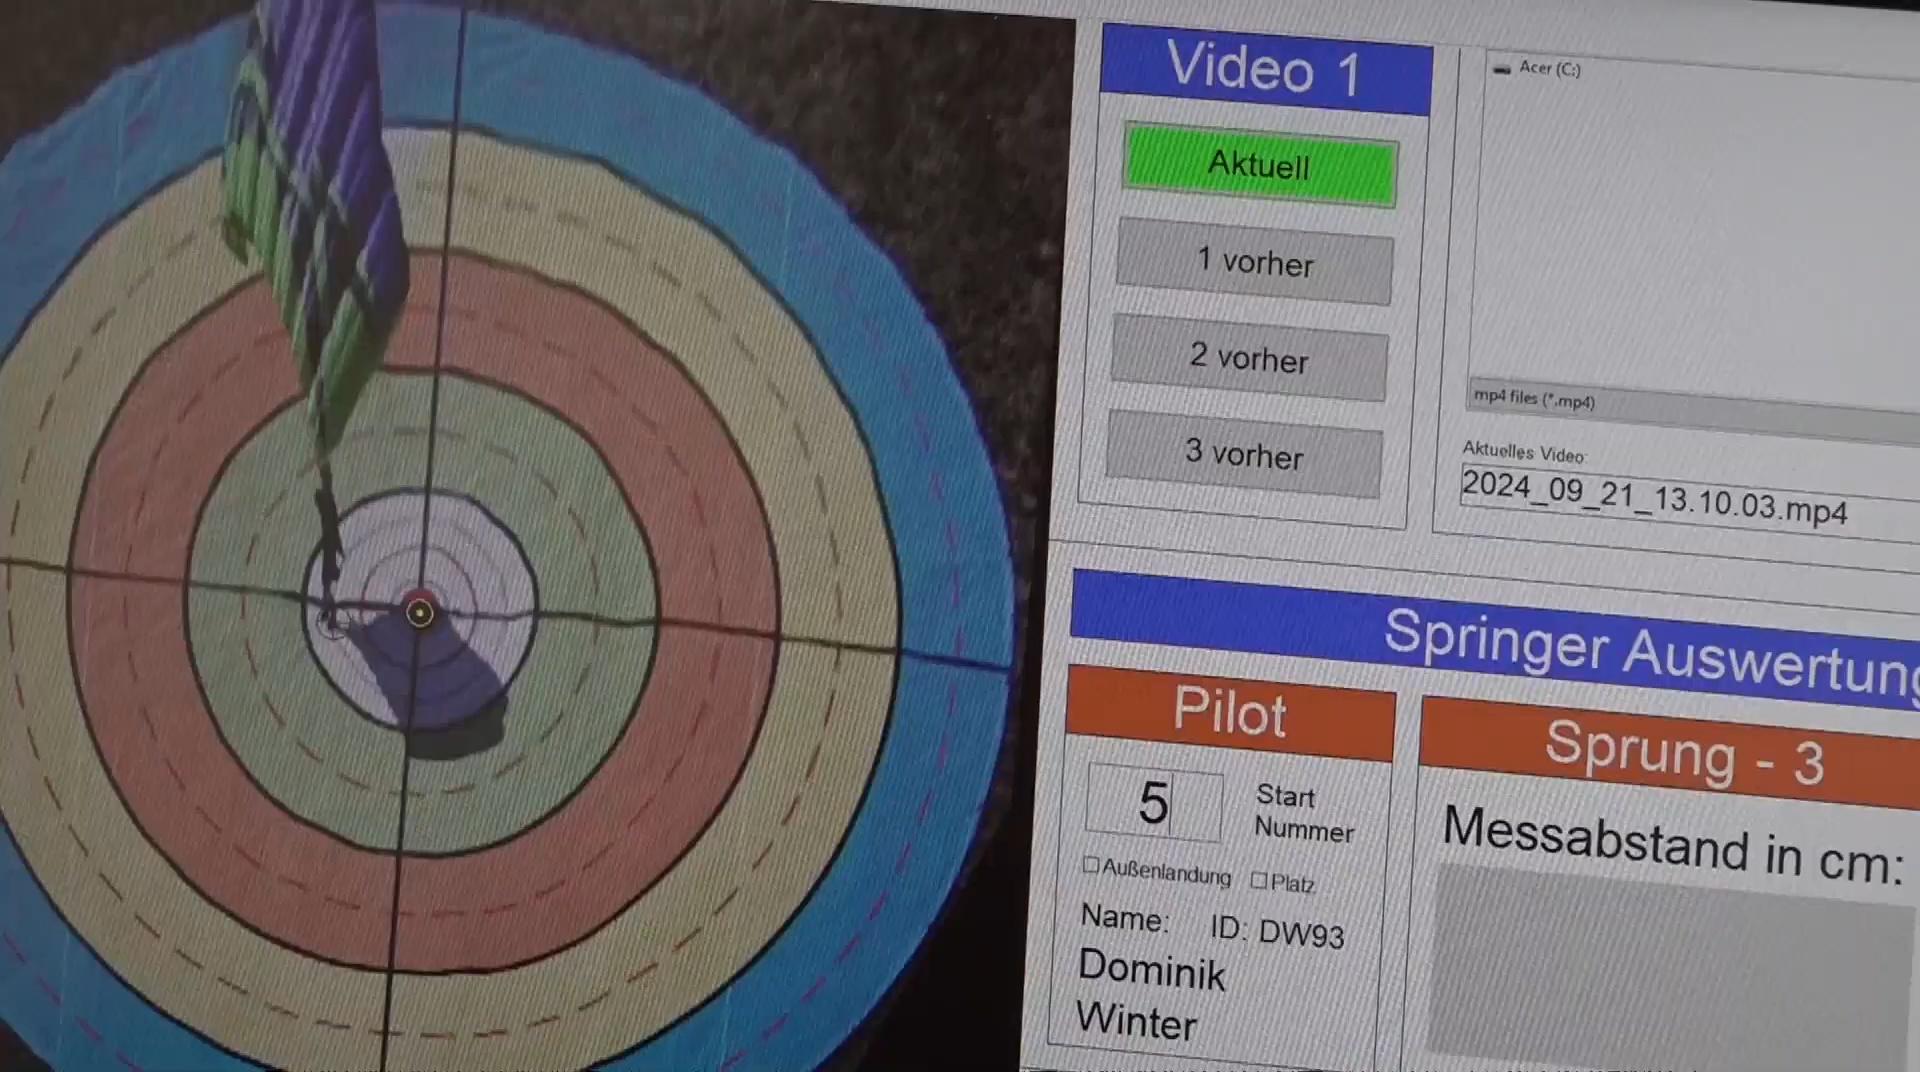 Video 1
Aktuell
1 vorher
2 vorher
3 vorher
Acer (C:)
mp4 files (*.mp4)
Aktuelles Video:
2024_09_21_13.10.03.mp4
Springer Auswertung
Pilot
5
Start
Nummer
Außenlandung
Platz
Name: ID: DW93
Dominik
Winter
Sprung - 3
Messabstand in cm: